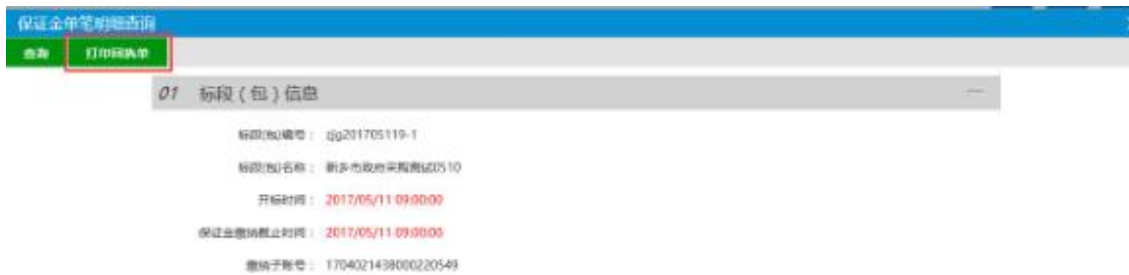 保证金单笔明细查询
查询 打印回执单
01 标段(包)信息
标段(包)编号： zjg201705119-1
标段(包)名称： 新乡市政府采购测试0510
开标时间： 2017/05/11 09:00:00
保证金缴纳截止时间： 2017/05/11 09:00:00
缴纳子账号： 1704021438000220549